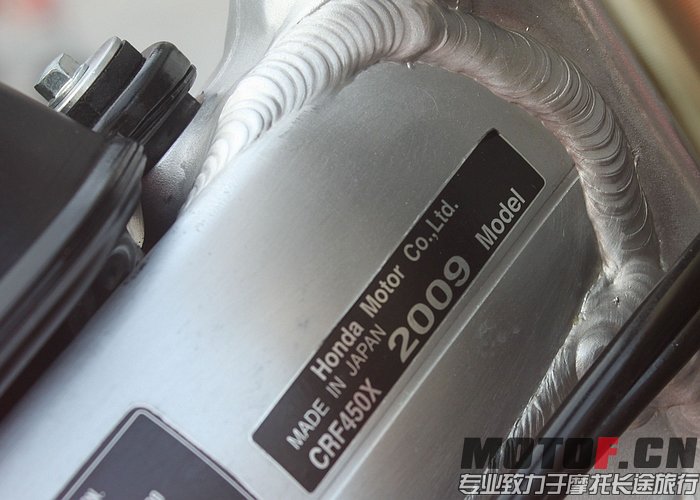 Honda Motor Co.,Ltd.
MADE IN JAPAN
CRF450X
2009 Model
MOTOF.CN
专业致力于摩托长途旅行